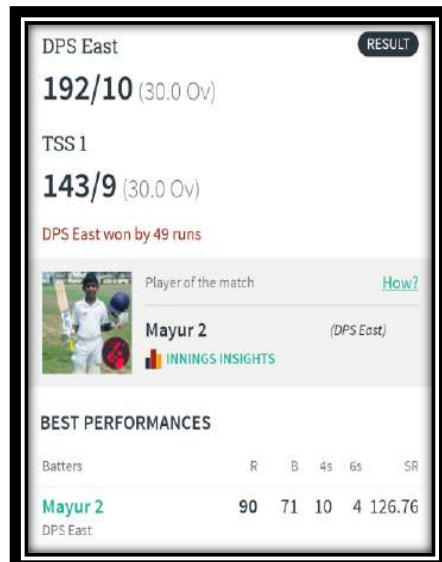 DPS East RESULT
192/10 (30.0 Ov)
TSS 1
143/9 (30.0 Ov)
DPS East won by 49 runs
Player of the match How?
Mayur 2 (DPS East)
INNINGS INSIGHTS
BEST PERFORMANCES
Batters R B 4s 6s SR
Mayur 2 90 71 10 4 126.76
DPS East